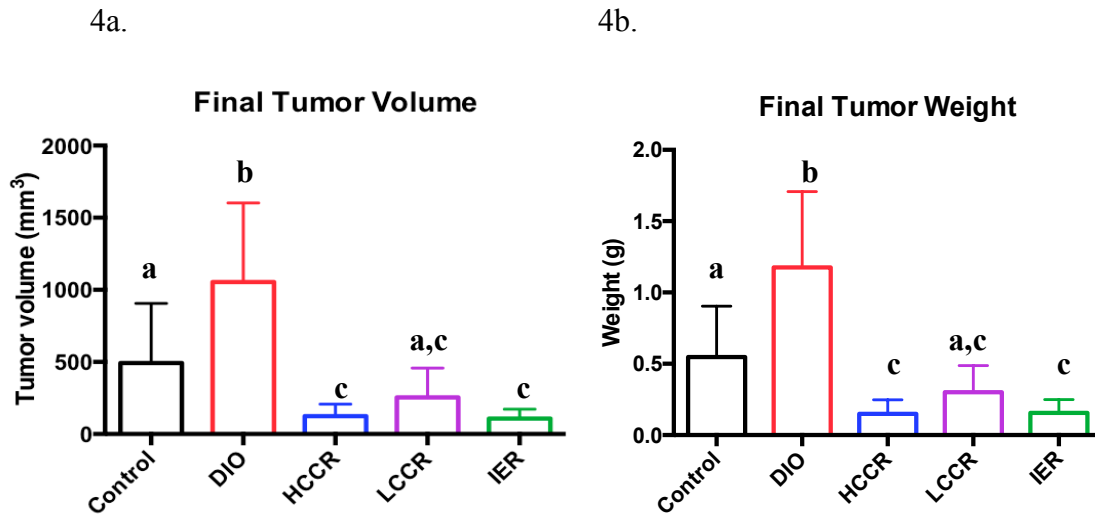 4a.
Final Tumor Volume
Tumor volume (mm³)
2000
1500
1000
500
0
a
b
c
a,c
c
Control
DIO
HCCR
LCCR
IER
4b.
Final Tumor Weight
Weight (g)
2.0
1.5
1.0
0.5
0.0
a
b
c
a,c
c
Control
DIO
HCCR
LCCR
IER